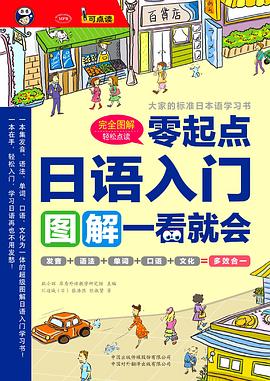 MPR
可点读
百货店
大家的标准日本语学习书
完全图解
轻松点读
零起点
日语入门
图解一看就会
发音+语法+单词+口语+文化=多效合一
一本集发音、语法、单词、口语、文化为一体的超级图解日语入门学习书！
一本在手，轻松入门，学习日语再也不用发愁！
中国出版传媒股份有限公司
中国对外翻译出版有限公司